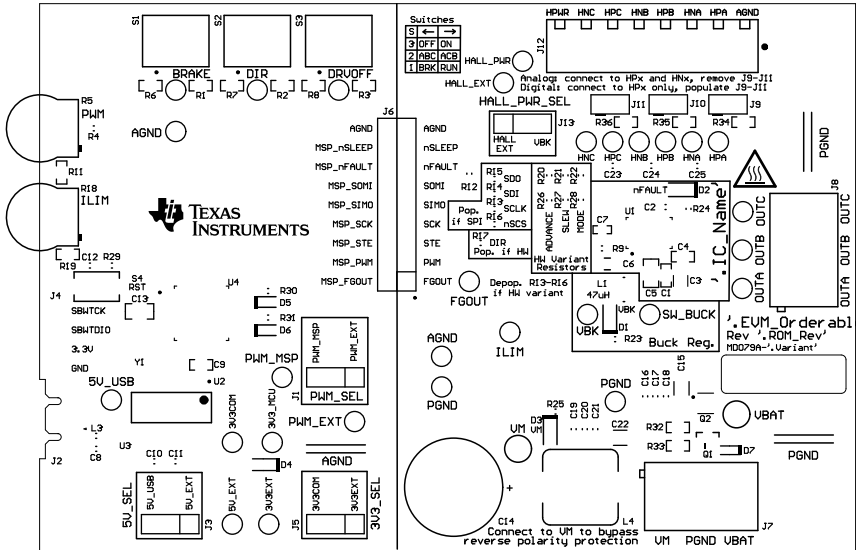 S1
S2
S3
Switches
S ← →
3 OFF ON
2 ABC ACB
1 BRK RUN
HPWR HNC HPC HNB HPB HNA HPA AGND
J12
HALL_PWR
HALL_EXT
Analog: connect to HPx and HNx, remove J9-J11
Digital: connect to HPx only, populate J9-J11
BRAKE
DIR
DRVOFF
R6
R1
R7
R2
R8
R3
HALL_PWR_SEL
HALL
EXT
VBK
J13
J11
J10
J9
R36
R35
R34
R5
PWM
R4
AGND
J6
PGND
HNC HPC HNB HPB HNA HPA
C23 C24 C25
AGND
MSP_nSLEEP
MSP_nFAULT
MSP_SOMI
MSP_SIMO
MSP_SCK
MSP_STE
MSP_PWM
MSP_FGOUT
AGND
nSLEEP
nFAULT
SOMI
SIMO
SCK
STE
PWM
FGOUT
R11
R18
ILIM
R19
TEXAS
INSTRUMENTS
R12
R15 SDO
R14 SDI
R13 SCLK
R16 nSCS
Pop.
if SPI
R17 DIR
Pop. if HW
R20
R21
R22
R26
R27
R28
ADVANCE
SLEW
MODE
HW Variant
Resistors
nFAULT
D2
R24
U1
C2
C7
R9
C4
C6
C5
C1
C3
'.IC_Name'
J8
OUTC
OUTB
OUTA
OUTC
OUTB
OUTA
Depop. R13-R16
if HW variant
L1
47uH
VBK
D1
R23
VBK
SW_BUCK
Buck Reg.
C12
R29
J4
S4
RST
C13
SBWTCK
SBWTDIO
3.3V
GND
U4
R30
D5
R31
D6
Y1
C9
U2
FGOUT
ILIM
AGND
PGND
'.EVM_Orderabl
Rev '.ROM_Rev'
MD079A-'.Variant'
5V_USB
PWM_MSP
PWM_MSP
PWM_EXT
J1
PWM_SEL
PWM_EXT
J2
L3
C8
U3
C10
C11
3V3COM
3V3_MCU
D4
AGND
5V_SEL
5V_USB
5V_EXT
J3
5V_EXT
3V3EXT
3V3COM
3V3EXT
J5
3V3_SEL
PGND
C16
C17
C18
C15
R25
D3
VM
C19
C20
C21
C22
VM
R32
R33
Q2
Q1
D7
VBAT
PGND
+
C14
L4
J7
VM PGND VBAT
Connect to VM to bypass
reverse polarity protection